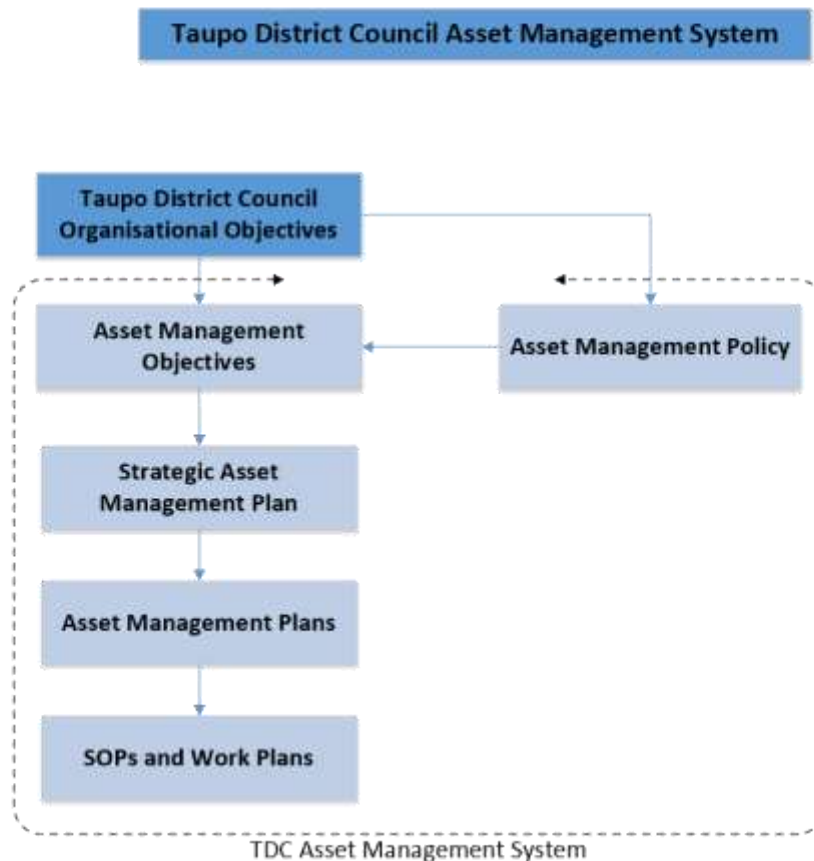 Taupo District Council Asset Management System
Taupo District Council
Organisational Objectives
Asset Management
Objectives
Asset Management Policy
Strategic Asset
Management Plan
Asset Management Plans
SOPs and Work Plans
TDC Asset Management System